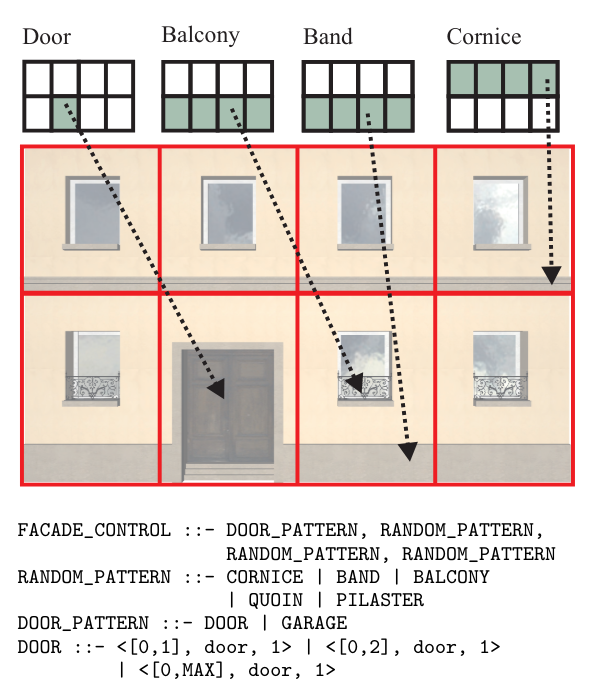 Door Balcony Band Cornice
FACADE_CONTROL ::- DOOR_PATTERN, RANDOM_PATTERN,
RANDOM_PATTERN, RANDOM_PATTERN
RANDOM_PATTERN ::- CORNICE | BAND | BALCONY
| QUOIN | PILASTER
DOOR_PATTERN ::- DOOR | GARAGE
DOOR ::- <[0,1], door, 1> | <[0,2], door, 1>
| <[0,MAX], door, 1>